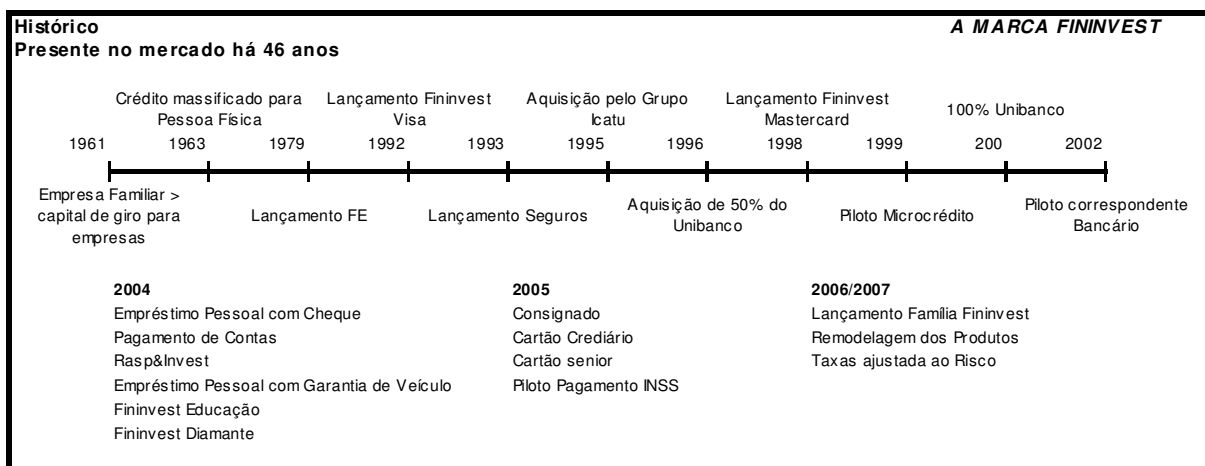 Histórico
A MARCA FININVEST
Presente no mercado há 46 anos
Crédito massificado para
Pessoa Física
Lançamento Fininvest
Visa
Aquisição pelo Grupo
Icatu
Lançamento Fininvest
Mastercard
100% Unibanco
1961 1963 1979 1992 1993 1995 1996 1998 1999 200 2002
Empresa Familiar >
capital de giro para
empresas
Lançamento FE
Lançamento Seguros
Aquisição de 50% do
Unibanco
Piloto Microcrédito
Piloto correspondente
Bancário
2004
Empréstimo Pessoal com Cheque
Pagamento de Contas
Rasp&Invest
Empréstimo Pessoal com Garantia de Veículo
Fininvest Educação
Fininvest Diamante
2005
Consignado
Cartão Crediário
Cartão senior
Piloto Pagamento INSS
2006/2007
Lançamento Família Fininvest
Remodelagem dos Produtos
Taxas ajustada ao Risco